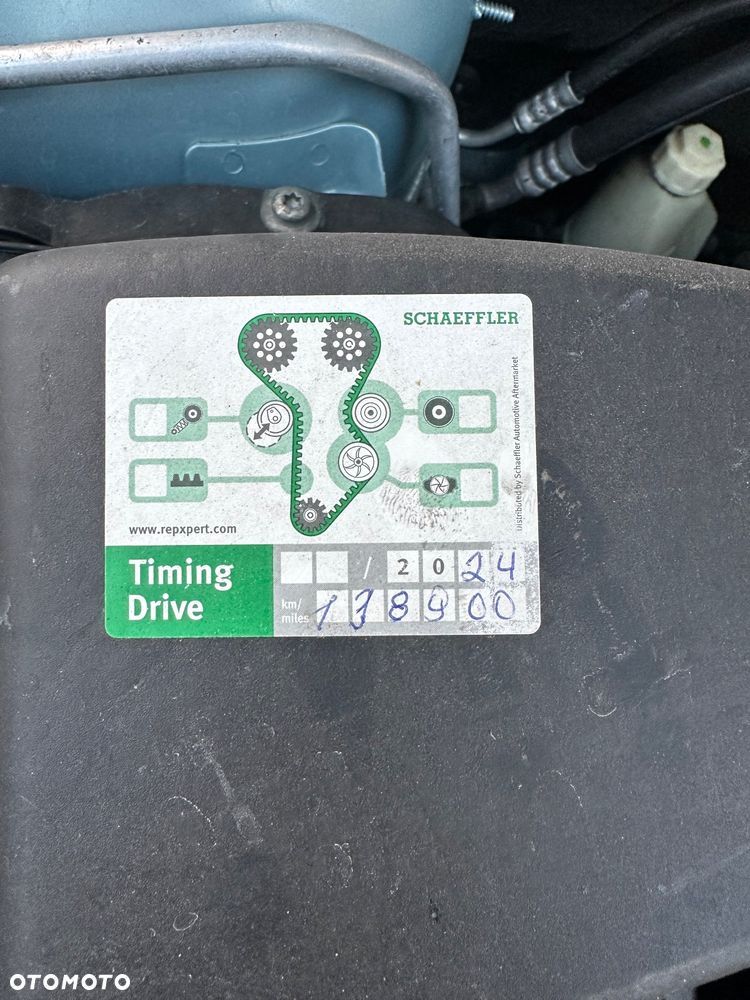 SCHAEFFLER
Distributed by Schaeffler Automotive Aftermarket
www.repxpert.com
Timing
Drive
/ 2024
km/
miles
138900
OTOMOTO